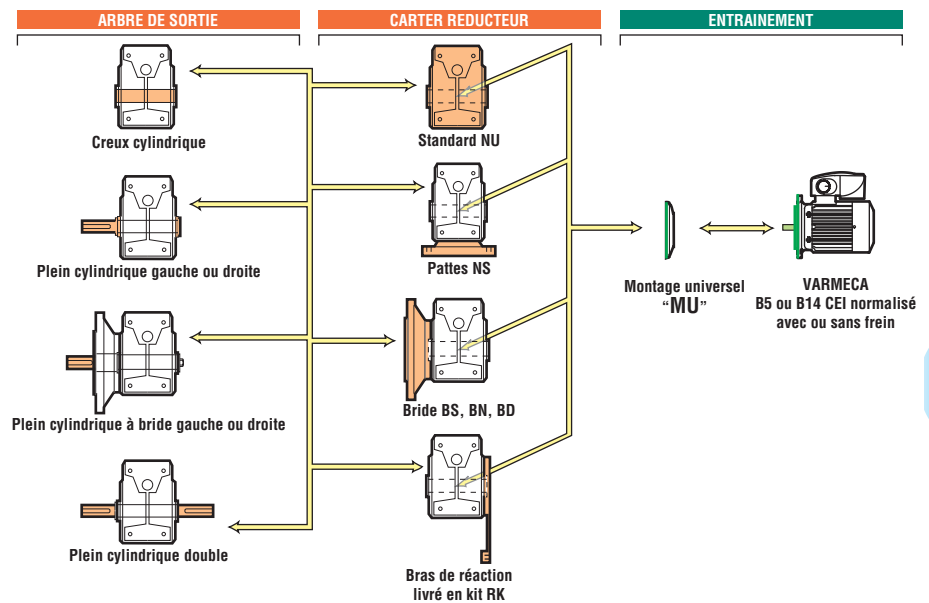 ARBRE DE SORTIE
CARTER REDUCTEUR
ENTRAINEMENT
Creux cylindrique
Plein cylindrique gauche ou droite
Plein cylindrique à bride gauche ou droite
Plein cylindrique double
Standard NU
Pattes NS
Bride BS, BN, BD
Bras de réaction
livré en kit RK
Montage universel
“MU”
VARMECA
B5 ou B14 CEI normalisé
avec ou sans frein